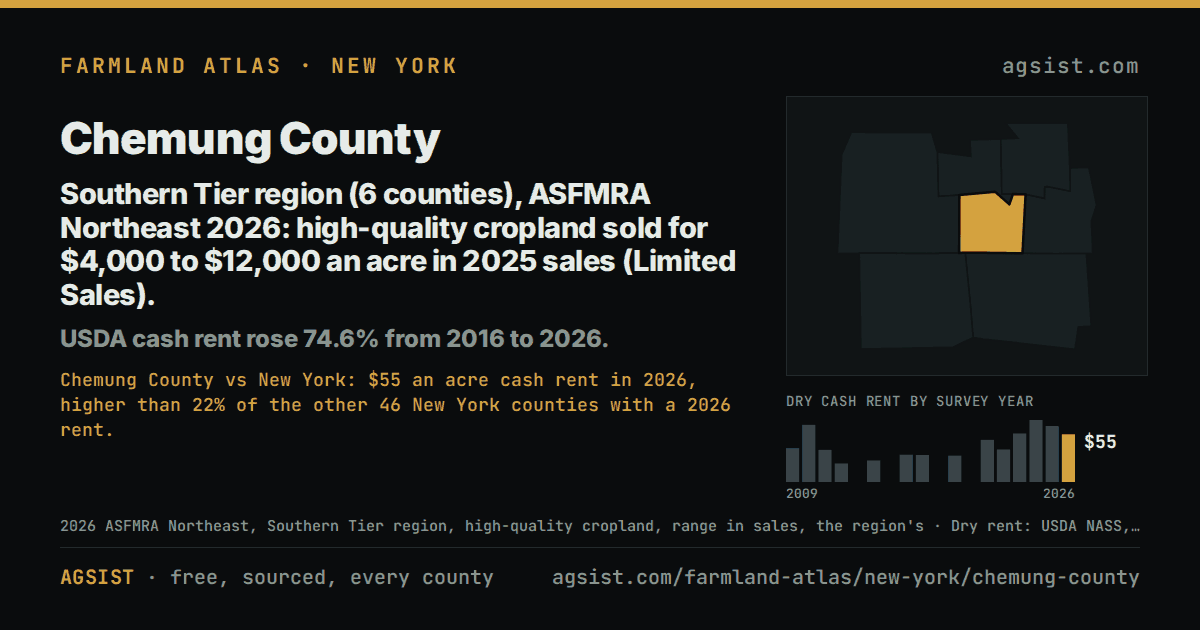 FARMLAND ATLAS · NEW YORK
agsist.com
Chemung County
Southern Tier region (6 counties), ASFMRA
Northeast 2026: high-quality cropland sold for
$4,000 to $12,000 an acre in 2025 sales (Limited
Sales).
USDA cash rent rose 74.6% from 2016 to 2026.
Chemung County vs New York: $55 an acre cash rent in 2026,
higher than 22% of the other 46 New York counties with a 2026
rent.
DRY CASH RENT BY SURVEY YEAR
$55
2009 2026
2026 ASFMRA Northeast, Southern Tier region, high-quality cropland, range in sales, the region's · Dry rent: USDA NASS,…
AGSIST · free, sourced, every county
agsist.com/farmland-atlas/new-york/chemung-county